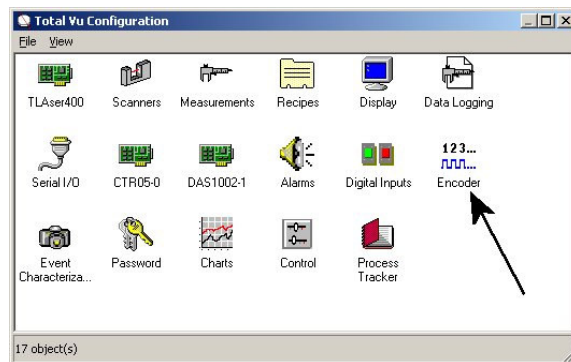 Total Vu Configuration
File View
TLAser400 Scanners Measurements Recipes Display Data Logging
123...
Serial I/O CTR05-0 DAS1002-1 Alarms Digital Inputs Encoder
Event Characteriza... Password Charts Control Process Tracker
17 object(s)